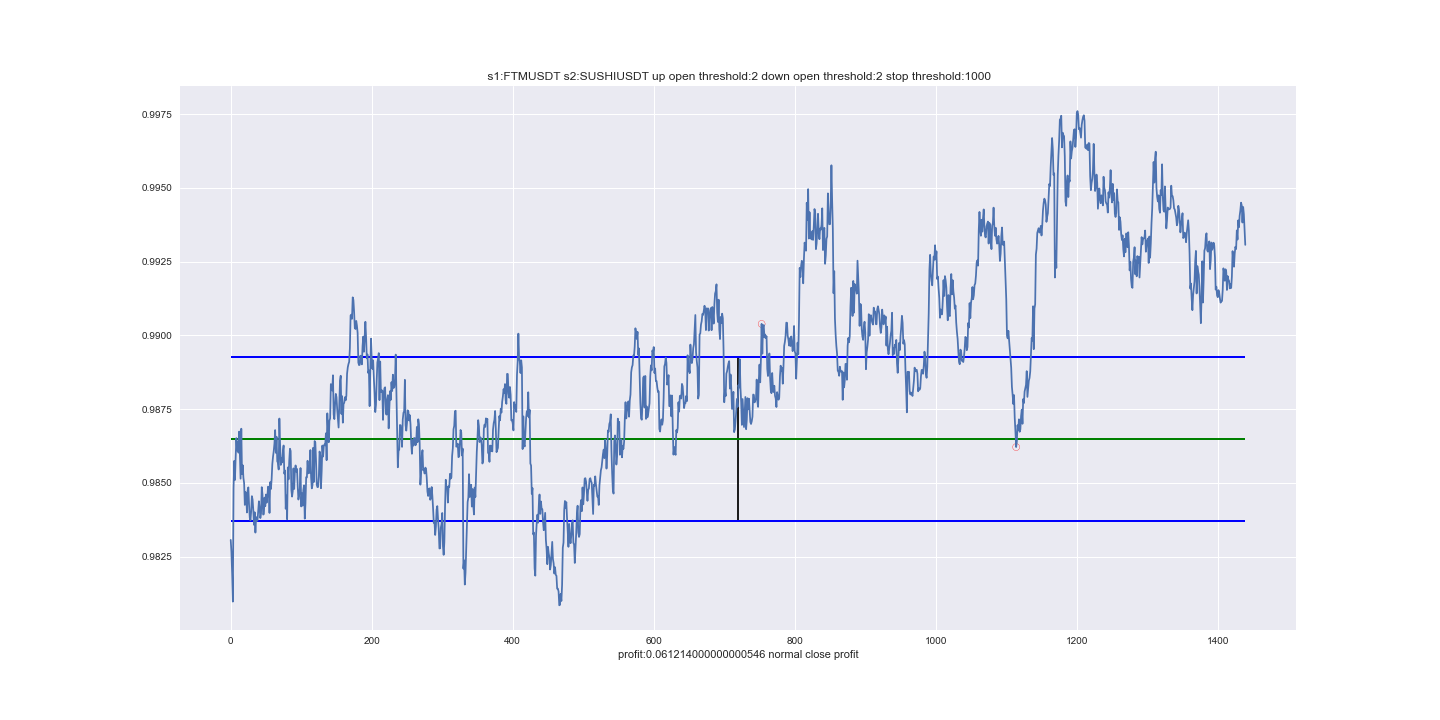 s1:FTMUSDT s2:SUSHIUSDT up open threshold:2 down open threshold:2 stop threshold:1000
0.9975
0.9950
0.9925
0.9900
0.9875
0.9850
0.9825
0 200 400 600 800 1000 1200 1400
profit:0.061214000000000546 normal close profit